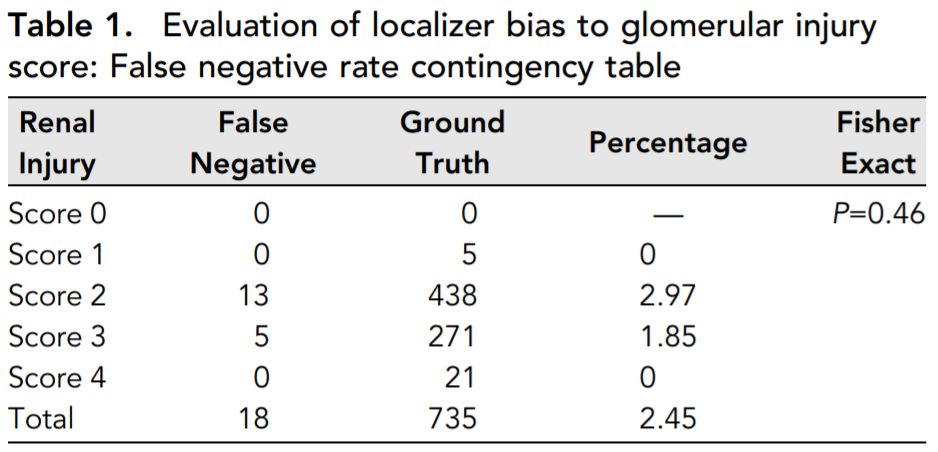 Table 1. Evaluation of localizer bias to glomerular injury
score: False negative rate contingency table
Renal Injury False Negative Ground Truth Percentage Fisher Exact
Score 0 0 0 — P=0.46
Score 1 0 5 0
Score 2 13 438 2.97
Score 3 5 271 1.85
Score 4 0 21 0
Total 18 735 2.45